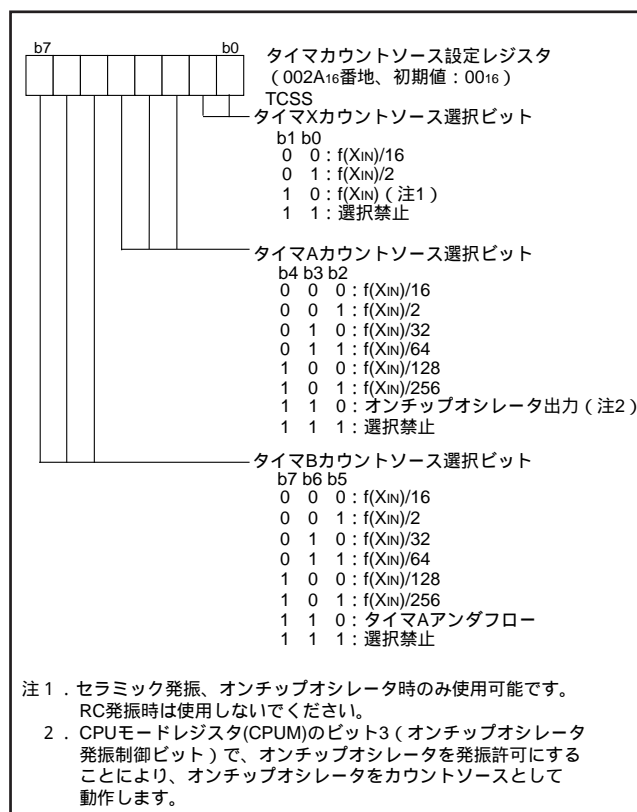 b7 b0
タイマカウントソース設定レジスタ
（002A16番地、初期値：0016）
TCSS
タイマXカウントソース選択ビット
b1 b0
0 0：f(XIN)/16
0 1：f(XIN)/2
1 0：f(XIN)（注1）
1 1：選択禁止
タイマAカウントソース選択ビット
b4 b3 b2
0 0 0：f(XIN)/16
0 0 1：f(XIN)/2
0 1 0：f(XIN)/32
0 1 1：f(XIN)/64
1 0 0：f(XIN)/128
1 0 1：f(XIN)/256
1 1 0：オンチップオシレータ出力（注2）
1 1 1：選択禁止
タイマBカウントソース選択ビット
b7 b6 b5
0 0 0：f(XIN)/16
0 0 1：f(XIN)/2
0 1 0：f(XIN)/32
0 1 1：f(XIN)/64
1 0 0：f(XIN)/128
1 0 1：f(XIN)/256
1 1 0：タイマAアンダフロー
1 1 1：選択禁止
注1．セラミック発振、オンチップオシレータ時のみ使用可能です。
RC発振時は使用しないでください。
2．CPUモードレジスタ(CPUM)のビット3（オンチップオシレータ
発振制御ビット）で、オンチップオシレータを発振許可にする
ことにより、オンチップオシレータをカウントソースとして
動作します。